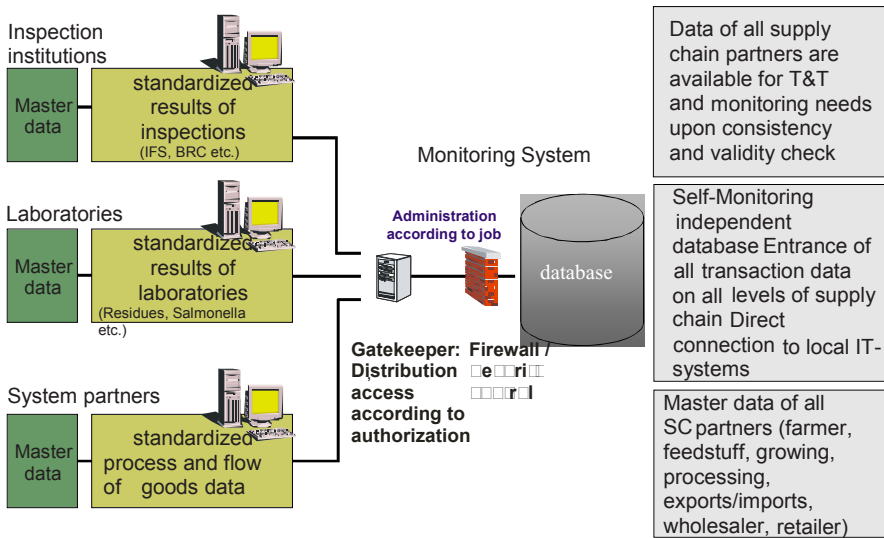 Inspection
institutions
Master
data
standardized
results of
inspections
(IFS, BRC etc.)
Laboratories
Master
data
standardized
results of
laboratories
(Residues, Salmonella
etc.)
System partners
Master
data
standardized
process and flow
of goods data
Monitoring System
Administration
according to job
database
Gatekeeper:
Distribution
access
according to
authorization
Firewall /
Data of all supply
chain partners are
available for T&T
and monitoring needs
upon consistency
and validity check
Self-Monitoring
independent
database Entrance of
all transaction data
on all levels of supply
chain Direct
connection to local IT-
systems
Master data of all
SC partners (farmer,
feedstuff, growing,
processing,
exports/imports,
wholesaler, retailer)